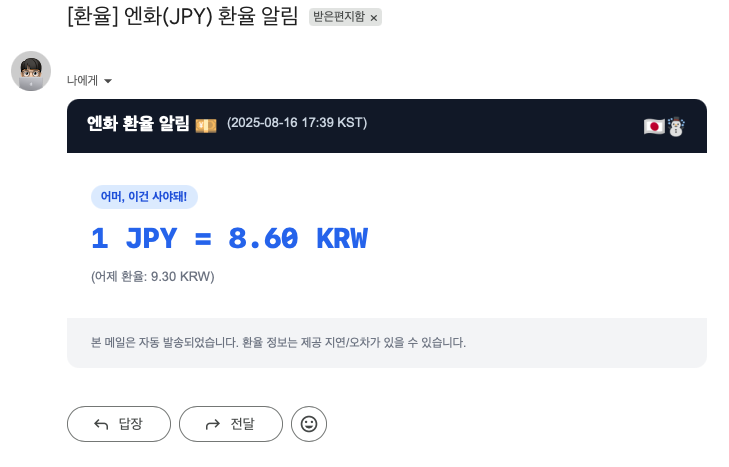 [환율] 엔화(JPY) 환율 알림 받은편지함 ×
나에게
엔화 환율 알림 💴 (2025-08-16 17:39 KST) 🇯🇵☃️
어머, 이건 사야돼!
1 JPY = 8.60 KRW
(어제 환율: 9.30 KRW)
본 메일은 자동 발송되었습니다. 환율 정보는 제공 지연/오차가 있을 수 있습니다.
답장 전달